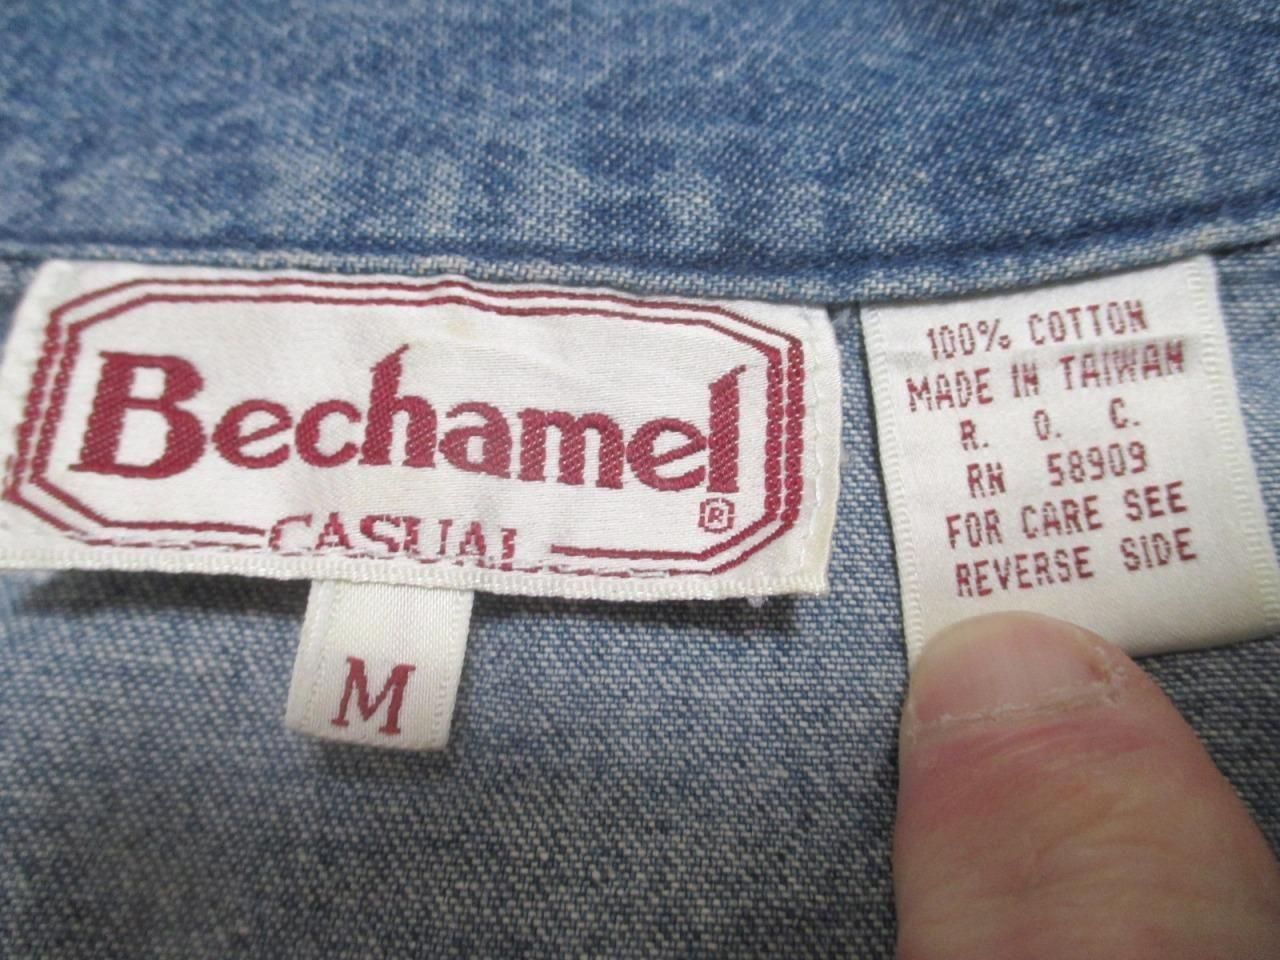 Bechamel
®
CASUAL
M
100% COTTON
MADE IN TAIWAN
R. O. C.
RN 58909
FOR CARE SEE
REVERSE SIDE